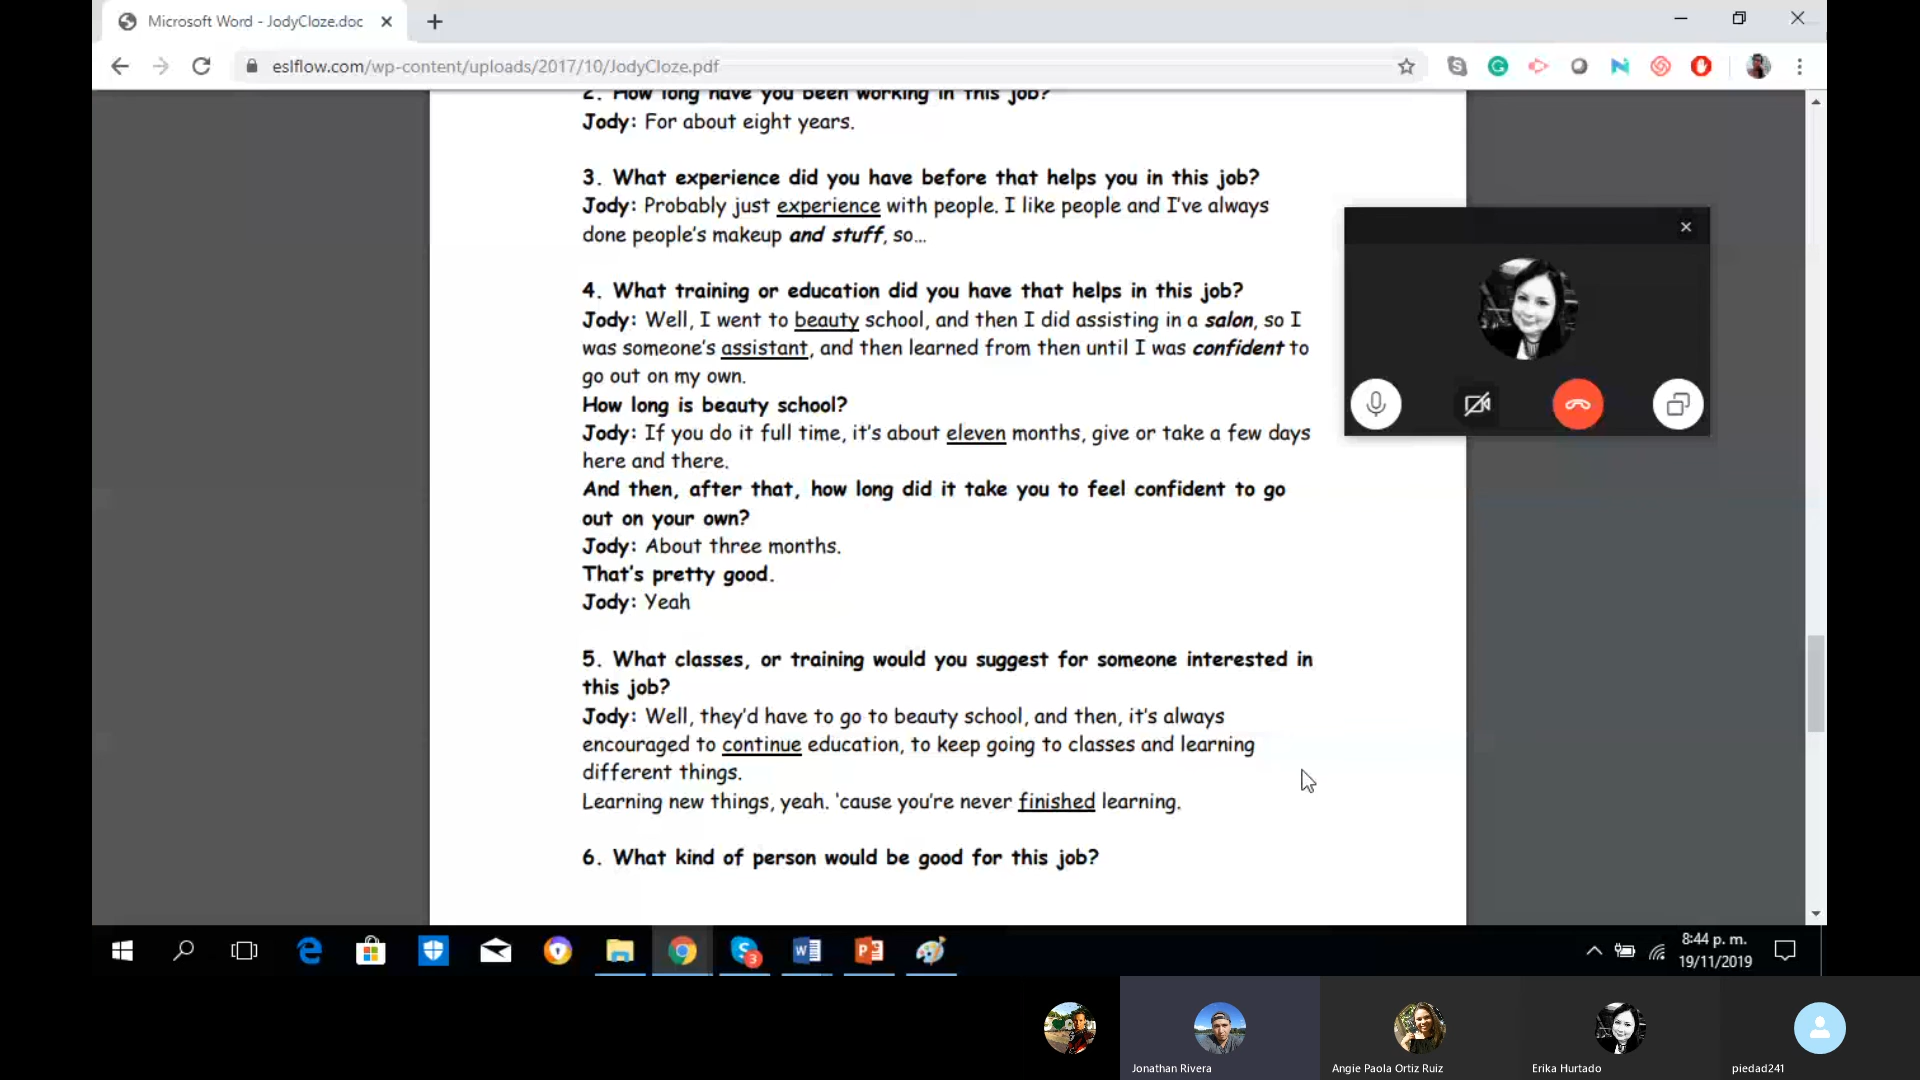 Microsoft Word - JodyCloze.doc
eslflow.com/wp-content/uploads/2017/10/JodyCloze.pdf
2. How long have you been working in this job?
Jody: For about eight years.
3. What experience did you have before that helps you in this job?
Jody: Probably just experience with people. I like people and I've always
done people's makeup and stuff, so…
4. What training or education did you have that helps in this job?
Jody: Well, I went to beauty school, and then I did assisting in a salon, so I
was someone's assistant, and then learned from then until I was confident to
go out on my own.
How long is beauty school?
Jody: If you do it full time, it's about eleven months, give or take a few days
here and there.
And then, after that, how long did it take you to feel confident to go
out on your own?
Jody: About three months.
That's pretty good.
Jody: Yeah
5. What classes, or training would you suggest for someone interested in
this job?
Jody: Well, they'd have to go to beauty school, and then, it's always
encouraged to continue education, to keep going to classes and learning
different things.
Learning new things, yeah. 'cause you're never finished learning.
6. What kind of person would be good for this job?
3
8:44 p. m.
19/11/2019
Jonathan Rivera
Angie Paola Ortiz Ruiz
Erika Hurtado
piedad241